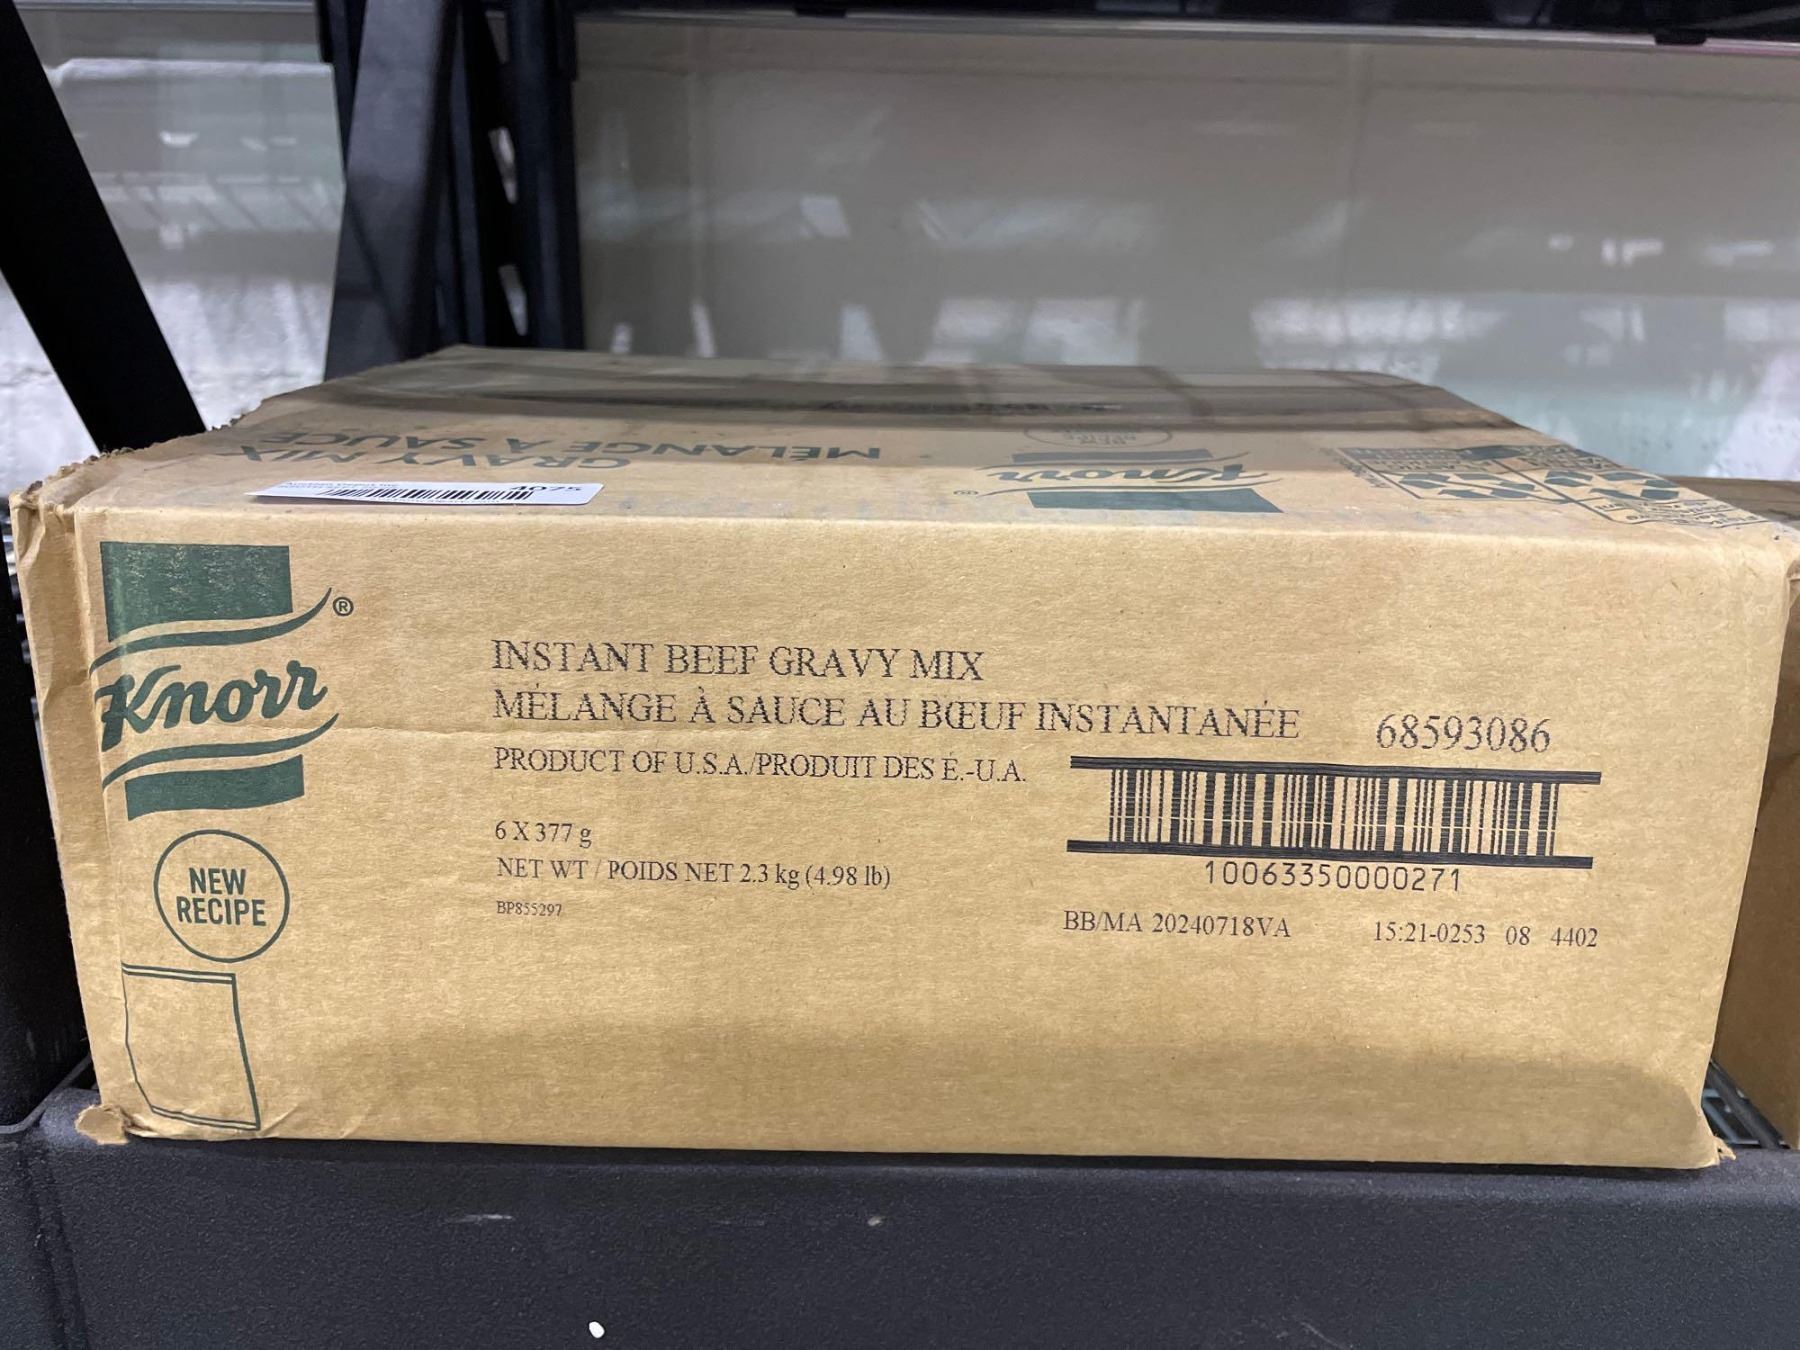 GRAVY MIX
MÉLANGE À SAUCE
4075
Knorr
Knorr®
NEW
RECIPE
INSTANT BEEF GRAVY MIX
MÉLANGE À SAUCE AU BŒUF INSTANTANÉE
PRODUCT OF U.S.A./PRODUIT DES É.-U.A.
6 X 377 g
NET WT / POIDS NET 2.3 kg (4.98 lb)
BP855297
68593086
10063350000271
BB/MA 20240718VA 15:21-0253 08 4402